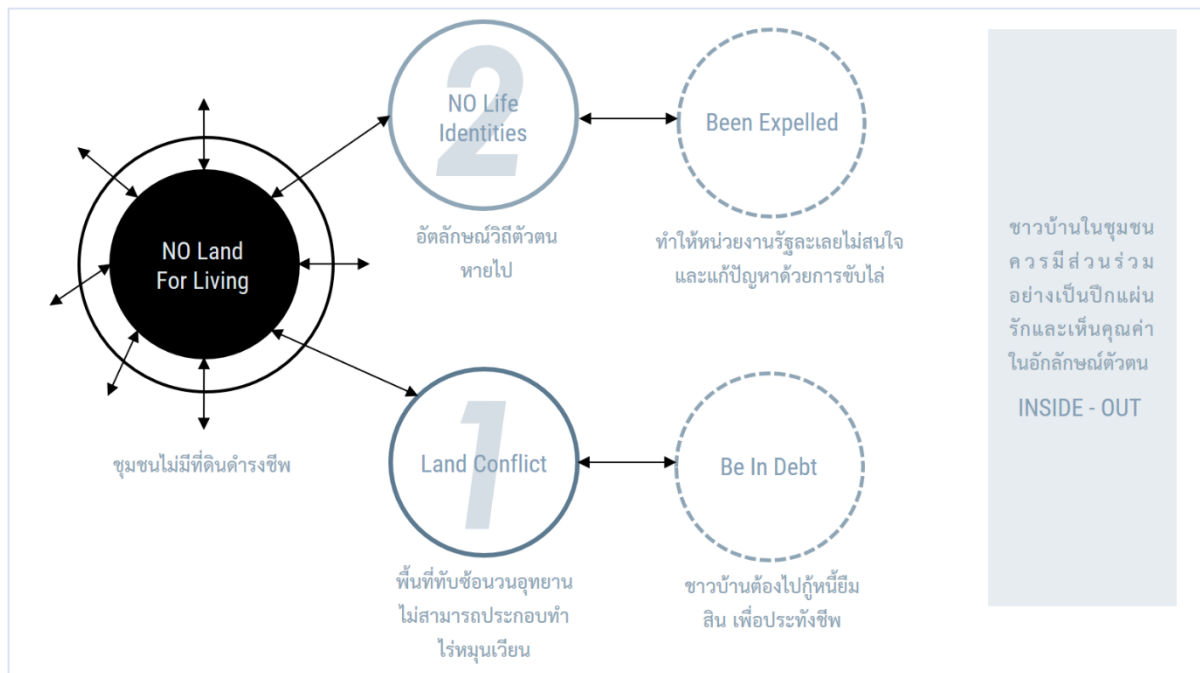 NO Land
For Living
ชุมชนไม่มีที่ดินดำรงชีพ
2
NO Life
Identities
อัตลักษณ์วิถีตัวตน
หายไป
Been Expelled
ทำให้หน่วยงานรัฐละเลยไม่สนใจ
และแก้ปัญหาด้วยการขับไล่
1
Land Conflict
พื้นที่ทับซ้อนวนอุทยาน
ไม่สามารถประกอบทำ
ไร่หมุนเวียน
Be In Debt
ชาวบ้านต้องไปกู้หนี้ยืม
สิน เพื่อประทังชีพ
ชาวบ้านในชุมชน
ควรมีส่วนร่วม
อย่างเป็นปึกแผ่น
รักและเห็นคุณค่า
ในอักลักษณ์ตัวตน
INSIDE - OUT